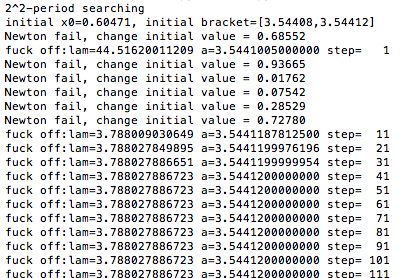 2^2-period searching
initial x0=0.60471, initial bracket=[3.54408,3.54412]
Newton fail, change initial value = 0.68552
fuck off:lam=44.51620011209 a=3.5441005000000 step=   1
Newton fail, change initial value = 0.93665
Newton fail, change initial value = 0.01762
Newton fail, change initial value = 0.07542
Newton fail, change initial value = 0.28529
Newton fail, change initial value = 0.72780
fuck off:lam=3.788009030649 a=3.5441187812500 step=  11
fuck off:lam=3.788027849895 a=3.5441199976196 step=  21
fuck off:lam=3.788027886651 a=3.5441199999954 step=  31
fuck off:lam=3.788027886723 a=3.5441200000000 step=  41
fuck off:lam=3.788027886723 a=3.5441200000000 step=  51
fuck off:lam=3.788027886723 a=3.5441200000000 step=  61
fuck off:lam=3.788027886723 a=3.5441200000000 step=  71
fuck off:lam=3.788027886723 a=3.5441200000000 step=  81
fuck off:lam=3.788027886723 a=3.5441200000000 step=  91
fuck off:lam=3.788027886723 a=3.5441200000000 step= 101
fuck off:lam=3.788027886723 a=3.5441200000000 step= 111